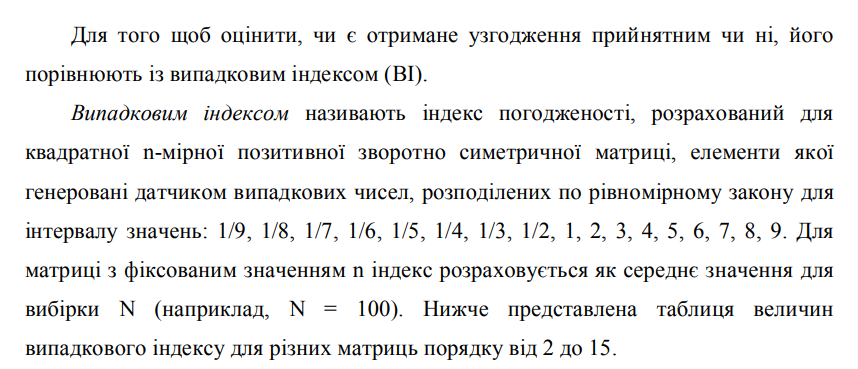 Для того щоб оцінити, чи є отримане узгодження прийнятним чи ні, його
порівнюють із випадковим індексом (ВІ).
Випадковим індексом називають індекс погодженості, розрахований для
квадратної n-мірної позитивної зворотно симетричної матриці, елементи якої
генеровані датчиком випадкових чисел, розподілених по рівномірному закону для
інтервалу значень: 1/9, 1/8, 1/7, 1/6, 1/5, 1/4, 1/3, 1/2, 1, 2, 3, 4, 5, 6, 7, 8, 9. Для
матриці з фіксованим значенням n індекс розраховується як середнє значення для
вибірки N (наприклад, N = 100). Нижче представлена таблиця величин
випадкового індексу для різних матриць порядку від 2 до 15.